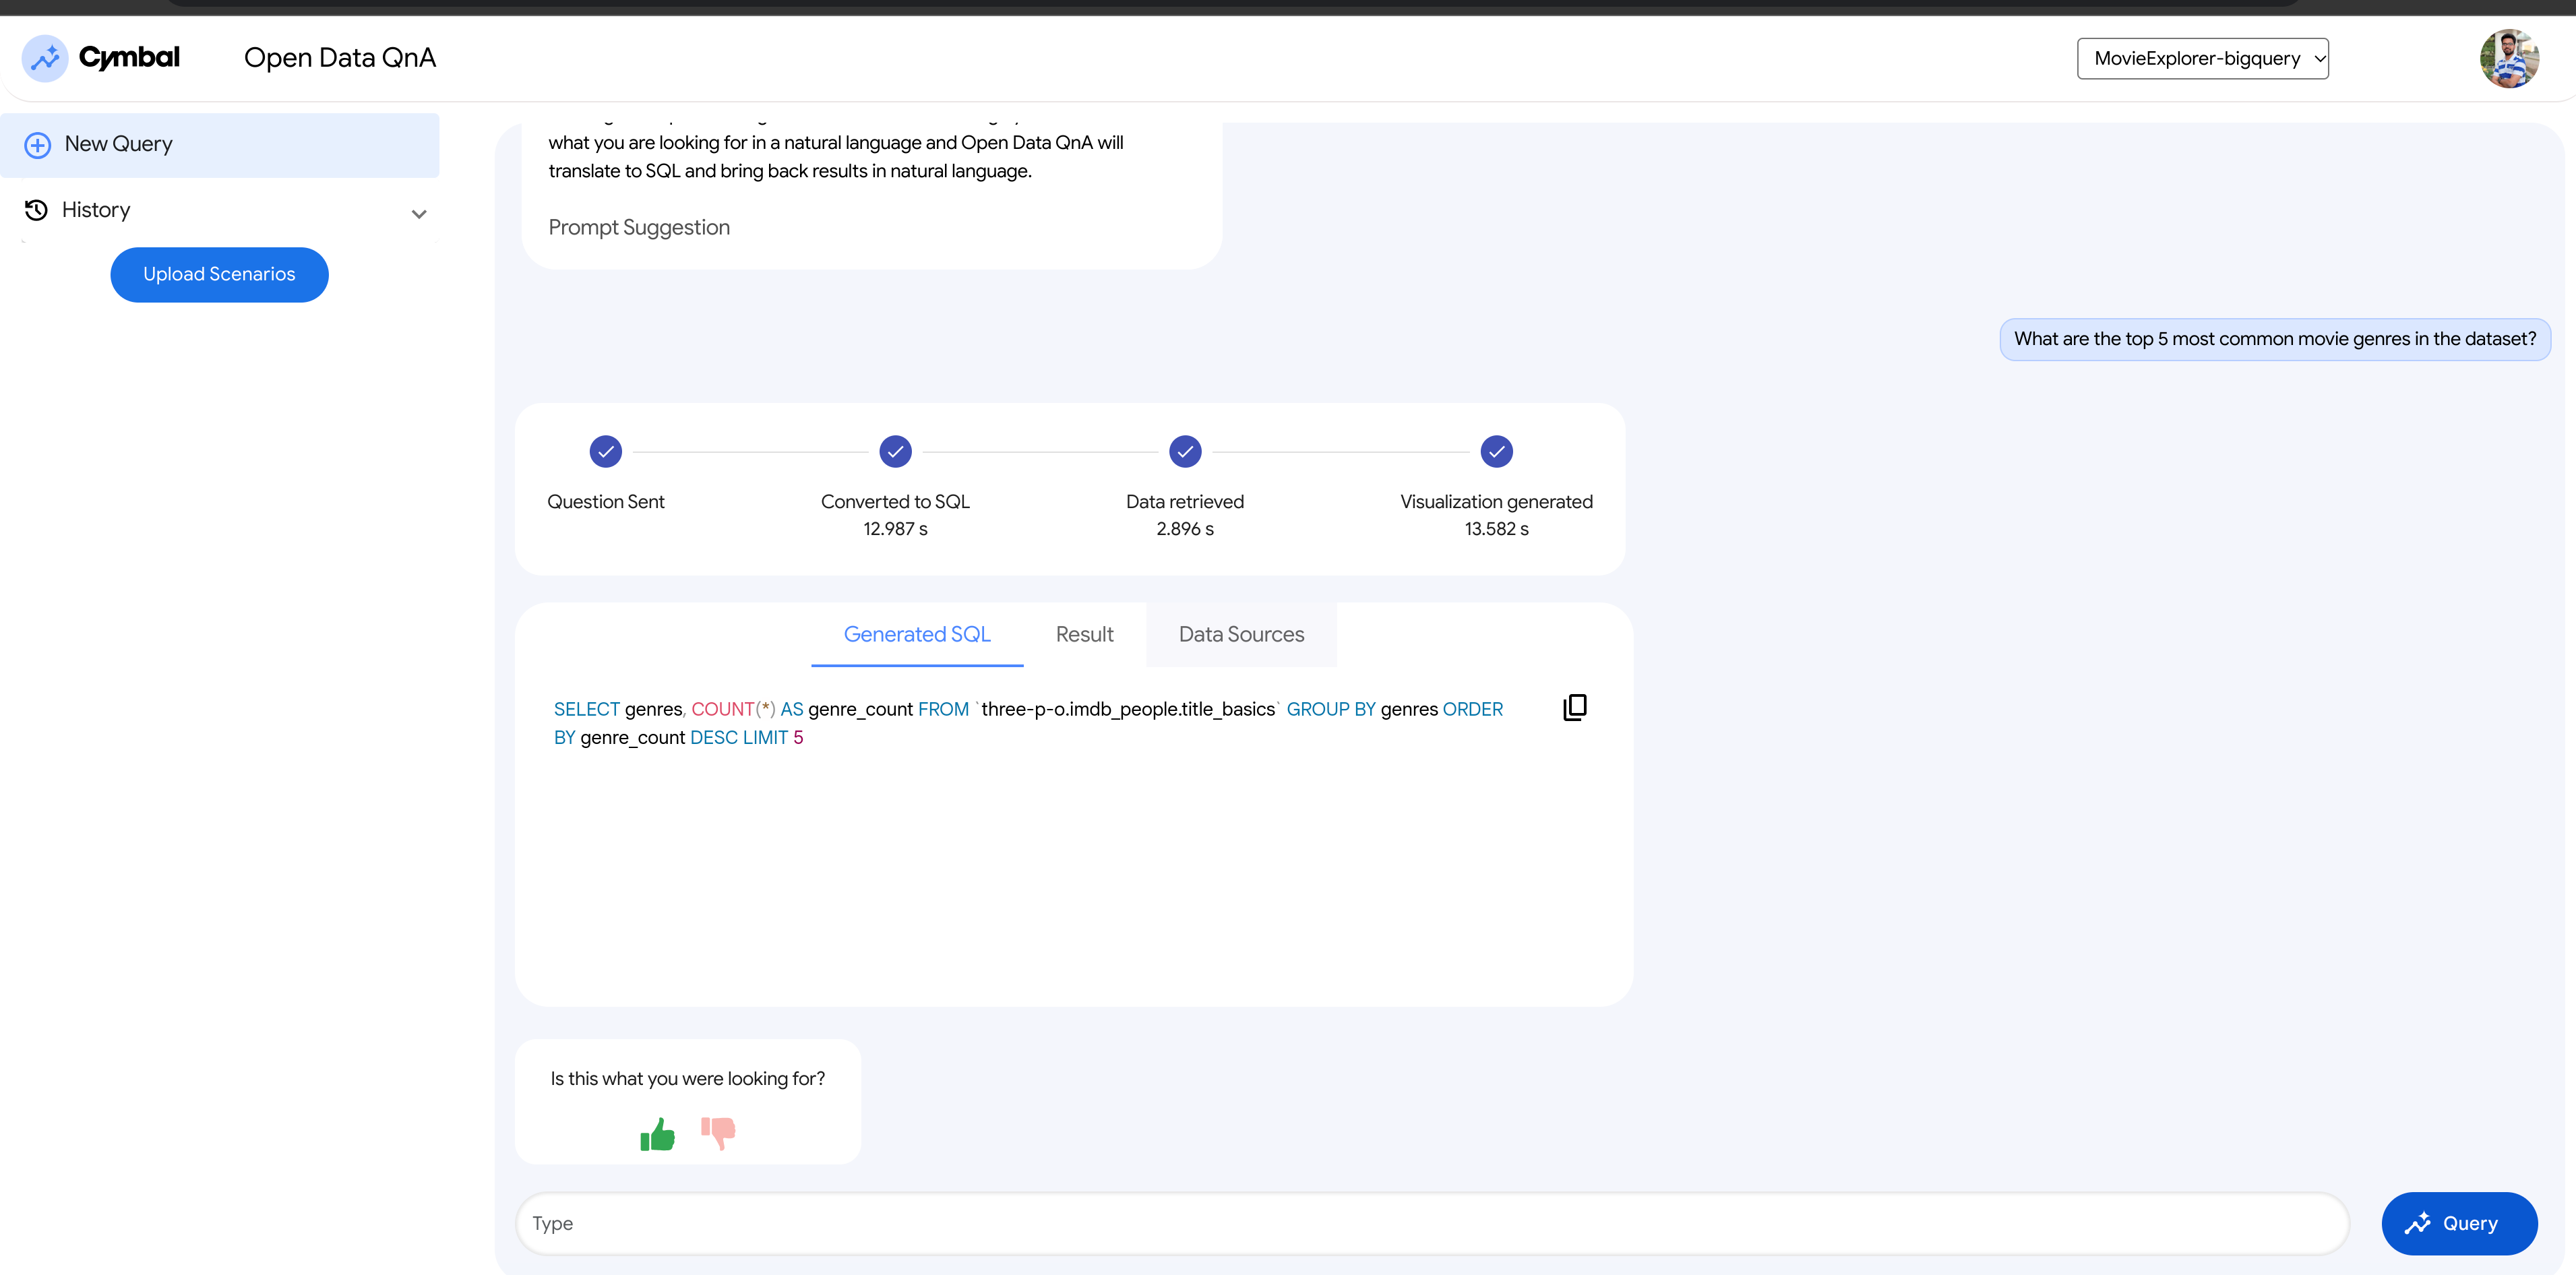 Cymbal
Open Data QnA
MovieExplorer-bigquery
New Query
History
Upload Scenarios
what you are looking for in a natural language and Open Data QnA will
translate to SQL and bring back results in natural language.
Prompt Suggestion
What are the top 5 most common movie genres in the dataset?
Question Sent
Converted to SQL
12.987 s
Data retrieved
2.896 s
Visualization generated
13.582 s
Generated SQL
Result
Data Sources
SELECT genres, COUNT(*) AS genre_count FROM `three-p-o.imdb_people.title_basics` GROUP BY genres ORDER
BY genre_count DESC LIMIT 5
Is this what you were looking for?
Type
Query